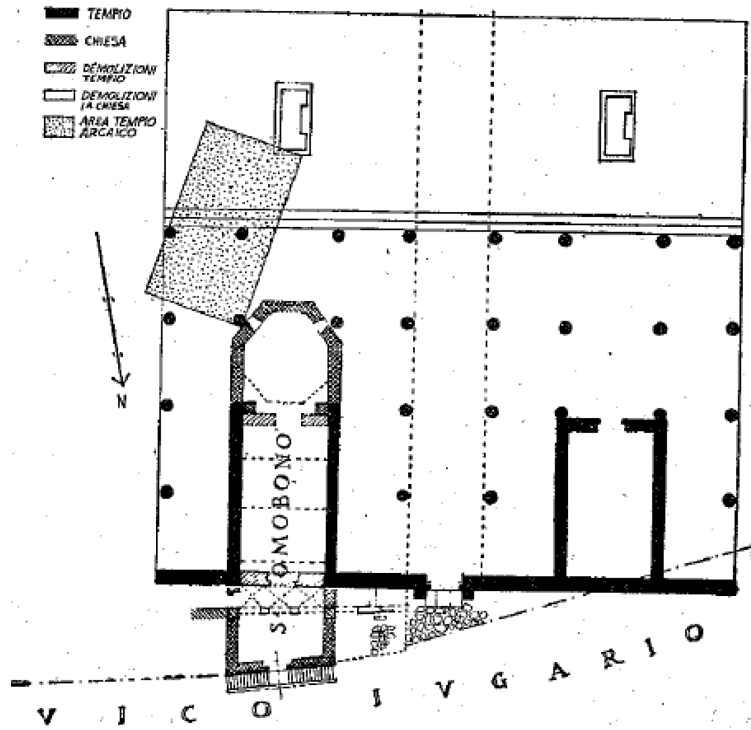 TEMPIO
CHIESA
DEMOLIZIONI
TEMPIO
DEMOLIZIONI
LA CHIESA
AREA TEMPIO
ARCAICO
N
S. OMOBONO
VICO IVGARIO